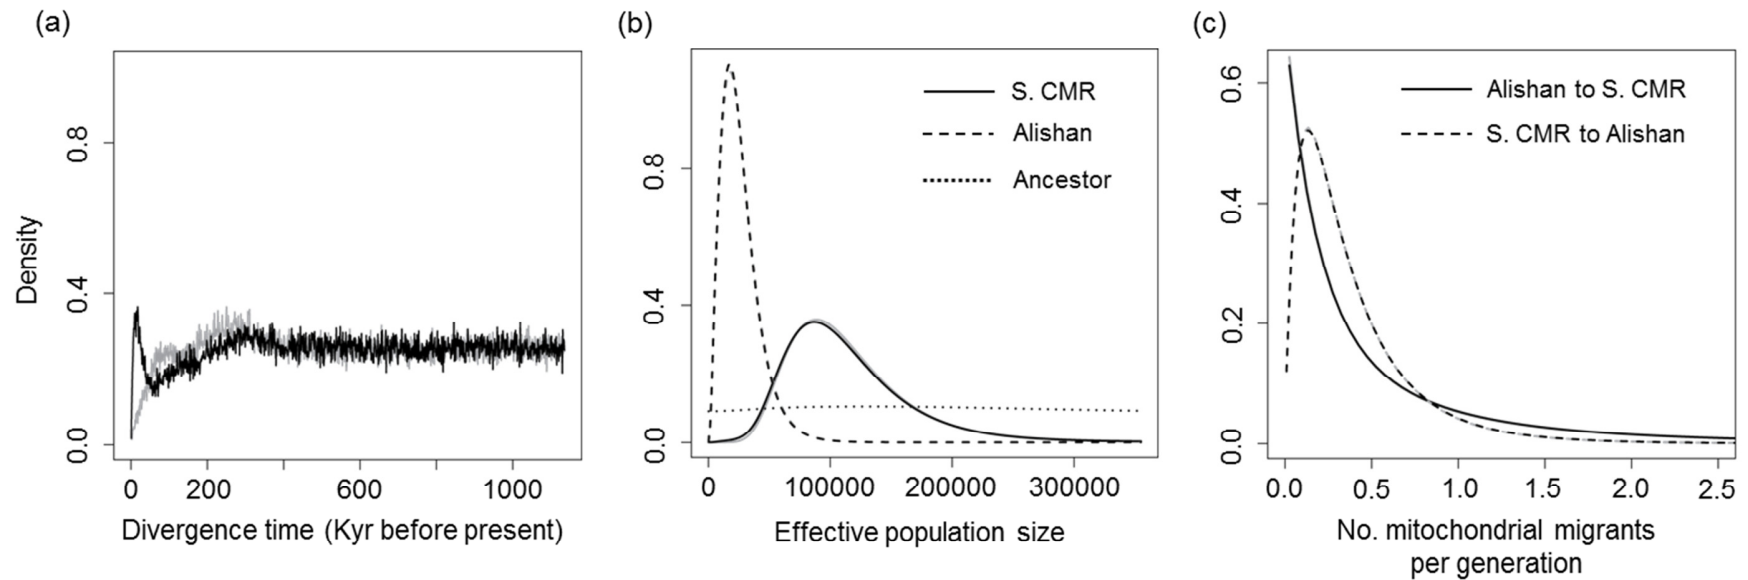 (a)
(b)
(c)
Density
0.0
0.4
0.8
0
200
600
1000
Divergence time (Kyr before present)
S. CMR
Alishan
Ancestor
0.0
0.4
0.8
0
100000
200000
300000
Effective population size
Alishan to S. CMR
S. CMR to Alishan
0.0
0.2
0.4
0.6
0.0
0.5
1.0
1.5
2.0
2.5
No. mitochondrial migrants
per generation